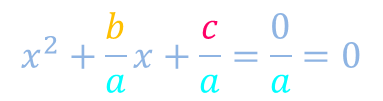 x² + b/a x + c/a = 0/a = 0